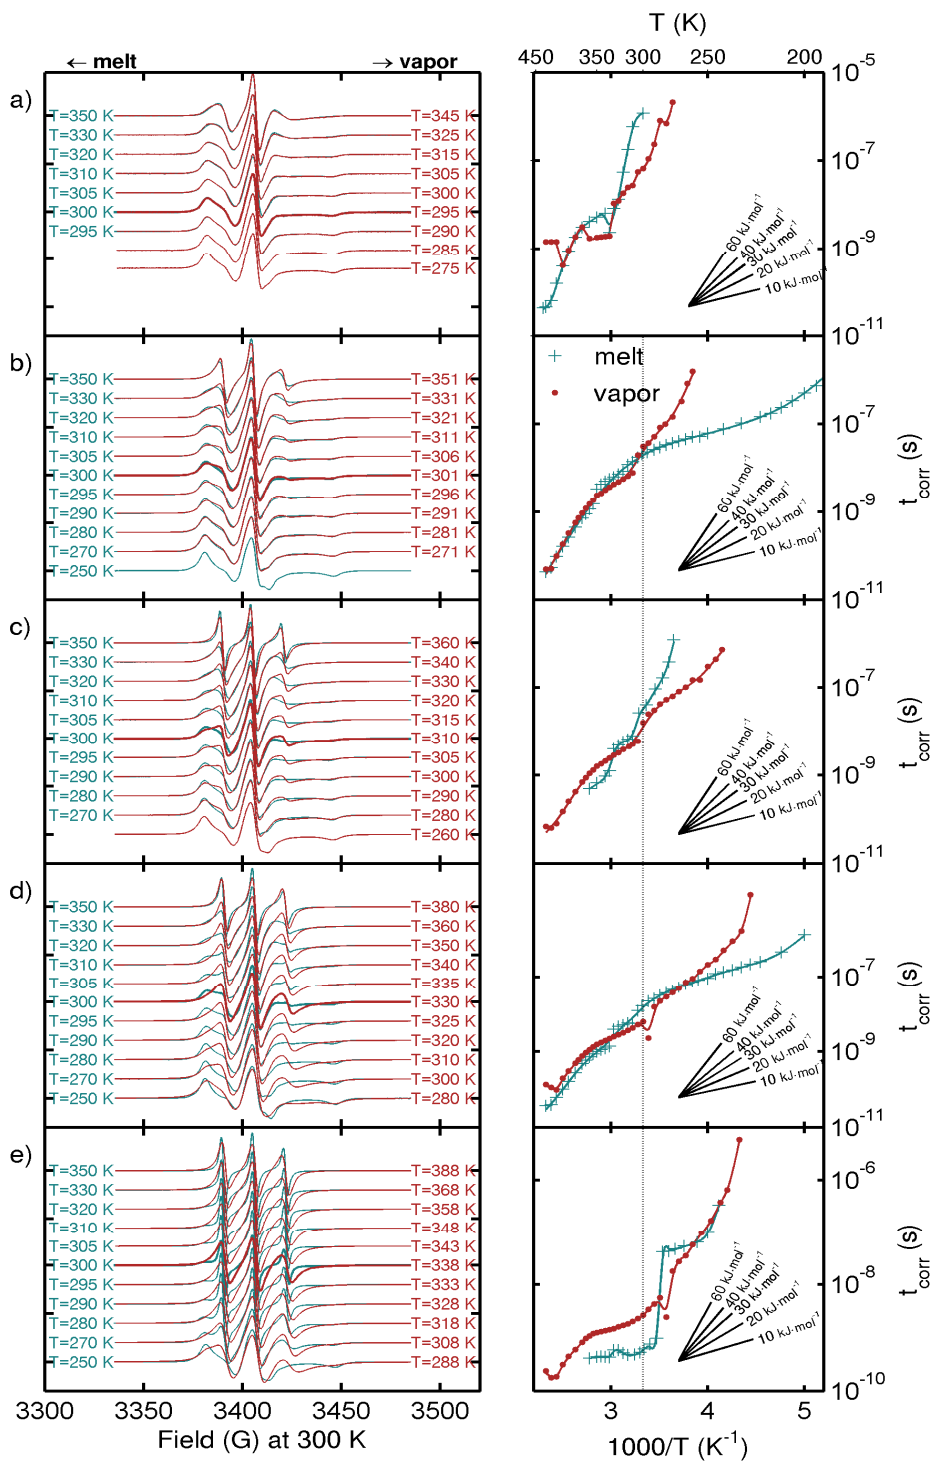 T (K)
450 350 300 250 200
← melt → vapor
a)
T=350 K T=345 K
T=330 K T=325 K
T=320 K T=315 K
T=310 K T=305 K
T=305 K T=300 K
T=300 K T=295 K
T=295 K T=290 K
T=285 K
T=275 K
10⁻⁵
10⁻⁷
10⁻⁹
10⁻¹¹
60 kJ·mol⁻¹
40 kJ·mol⁻¹
30 kJ·mol⁻¹
20 kJ·mol⁻¹
10 kJ·mol⁻¹
b)
T=350 K T=351 K
T=330 K T=331 K
T=320 K T=321 K
T=310 K T=311 K
T=305 K T=306 K
T=300 K T=301 K
T=295 K T=296 K
T=290 K T=291 K
T=280 K T=281 K
T=270 K T=271 K
T=250 K
melt
vapor
10⁻⁷
10⁻⁹
10⁻¹¹
t_corr (s)
60 kJ·mol⁻¹
40 kJ·mol⁻¹
30 kJ·mol⁻¹
20 kJ·mol⁻¹
10 kJ·mol⁻¹
c)
T=350 K T=360 K
T=330 K T=340 K
T=320 K T=330 K
T=310 K T=320 K
T=305 K T=315 K
T=300 K T=310 K
T=295 K T=305 K
T=290 K T=300 K
T=280 K T=290 K
T=270 K T=280 K
T=260 K
10⁻⁷
10⁻⁹
10⁻¹¹
t_corr (s)
60 kJ·mol⁻¹
40 kJ·mol⁻¹
30 kJ·mol⁻¹
20 kJ·mol⁻¹
10 kJ·mol⁻¹
d)
T=350 K T=380 K
T=330 K T=360 K
T=320 K T=350 K
T=310 K T=340 K
T=305 K T=335 K
T=300 K T=330 K
T=295 K T=325 K
T=290 K T=320 K
T=280 K T=310 K
T=270 K T=300 K
T=250 K T=280 K
10⁻⁷
10⁻⁹
10⁻¹¹
t_corr (s)
60 kJ·mol⁻¹
40 kJ·mol⁻¹
30 kJ·mol⁻¹
20 kJ·mol⁻¹
10 kJ·mol⁻¹
e)
T=350 K T=388 K
T=330 K T=368 K
T=320 K T=358 K
T=310 K T=348 K
T=305 K T=343 K
T=300 K T=338 K
T=295 K T=333 K
T=290 K T=328 K
T=280 K T=318 K
T=270 K T=308 K
T=250 K T=288 K
10⁻⁶
10⁻⁸
10⁻¹⁰
t_corr (s)
60 kJ·mol⁻¹
40 kJ·mol⁻¹
30 kJ·mol⁻¹
20 kJ·mol⁻¹
10 kJ·mol⁻¹
3300 3350 3400 3450 3500
Field (G) at 300 K
3 4 5
1000/T (K⁻¹)